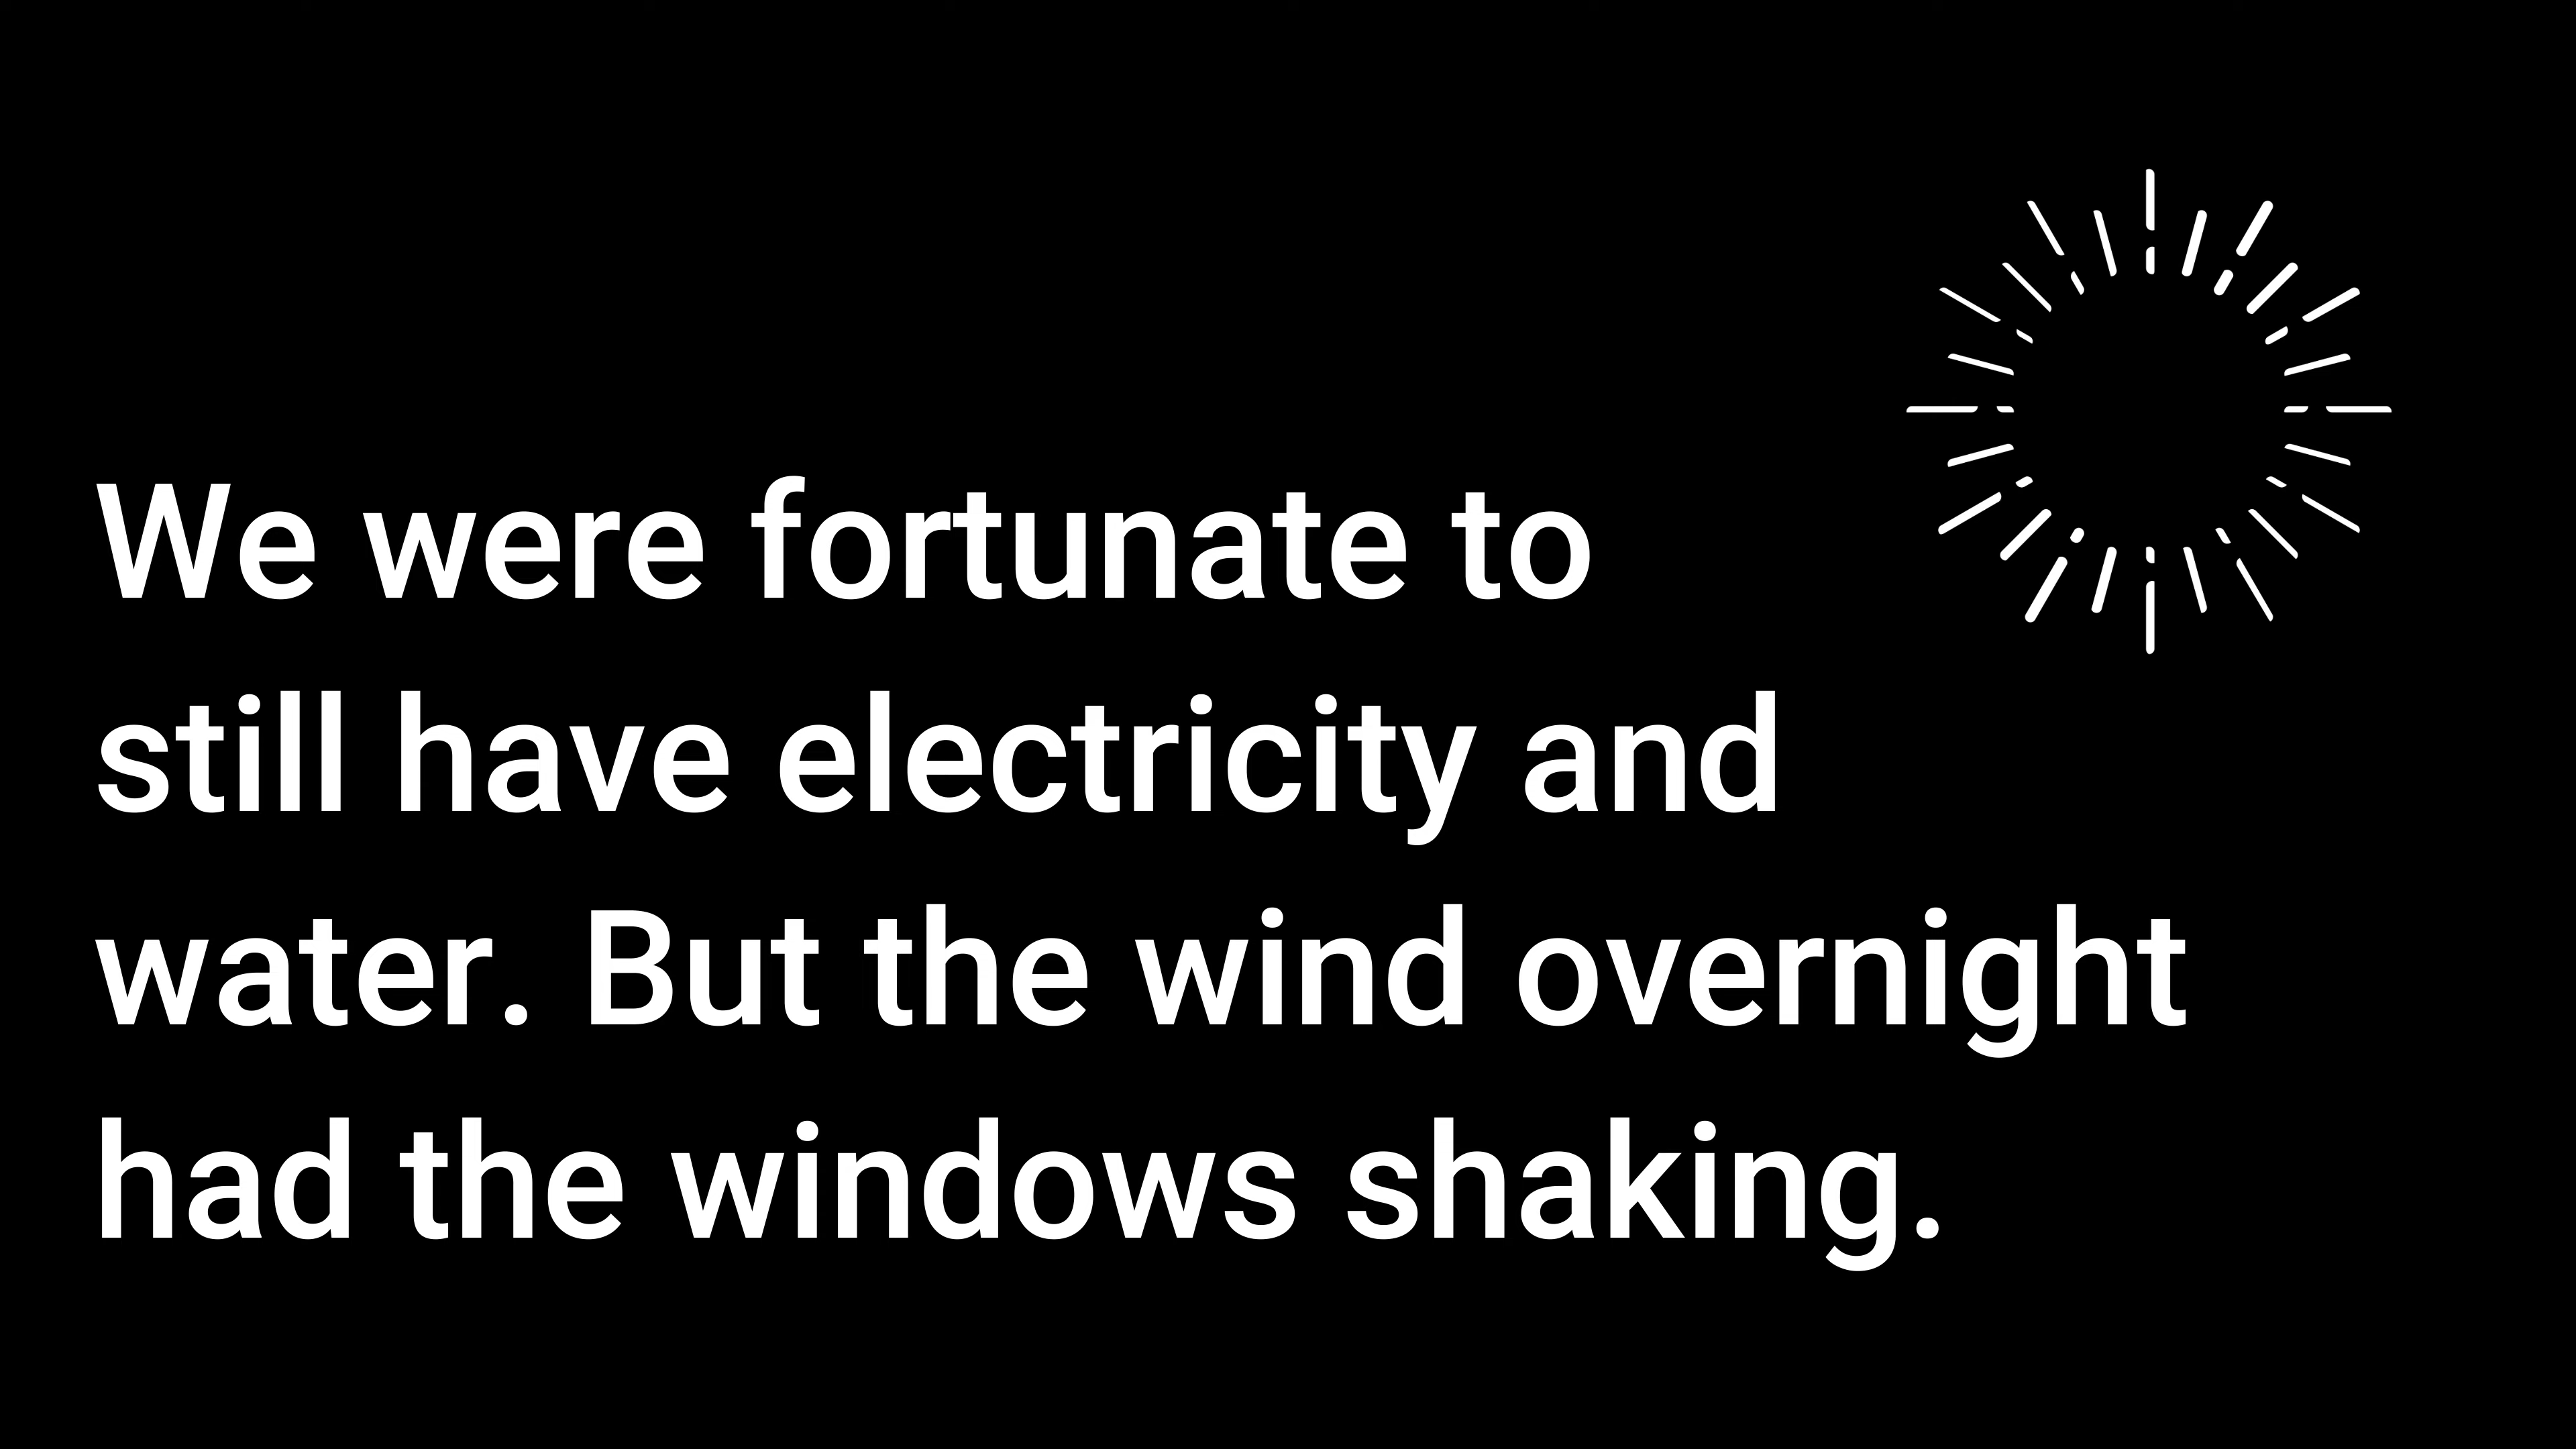 We were fortunate to
still have electricity and
water. But the wind overnight
had the windows shaking.